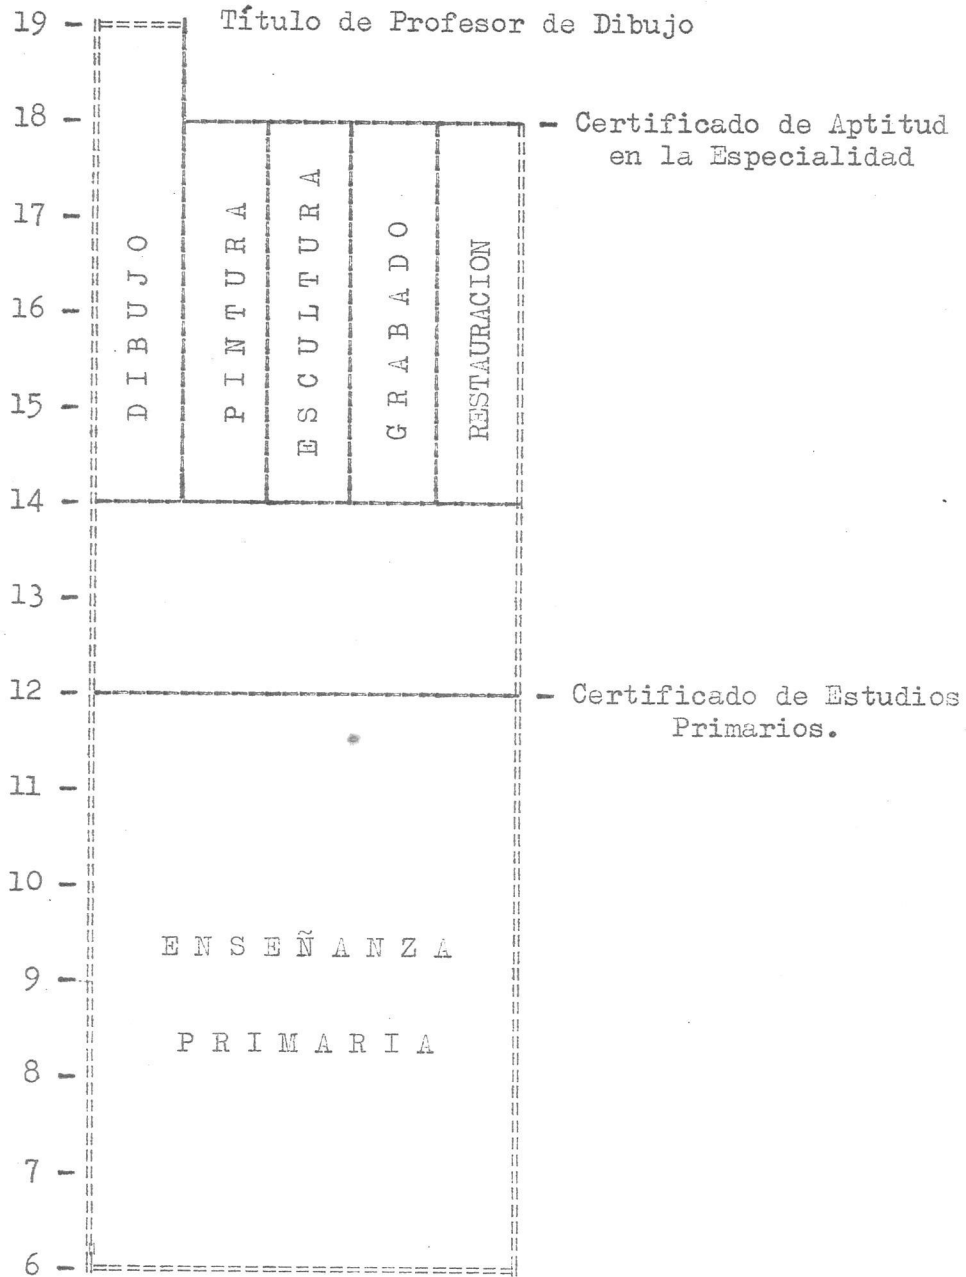 19 - Título de Profesor de Dibujo
18 - - Certificado de Aptitud
en la Especialidad
17 -
16 -
15 -
DIBUJO
PINTURA
ESCULTURA
GRABADO
RESTAURACION
14 -
13 -
12 - - Certificado de Estudios
Primarios.
11 -
10 -
ENSEÑANZA
9 -
PRIMARIA
8 -
7 -
6 -